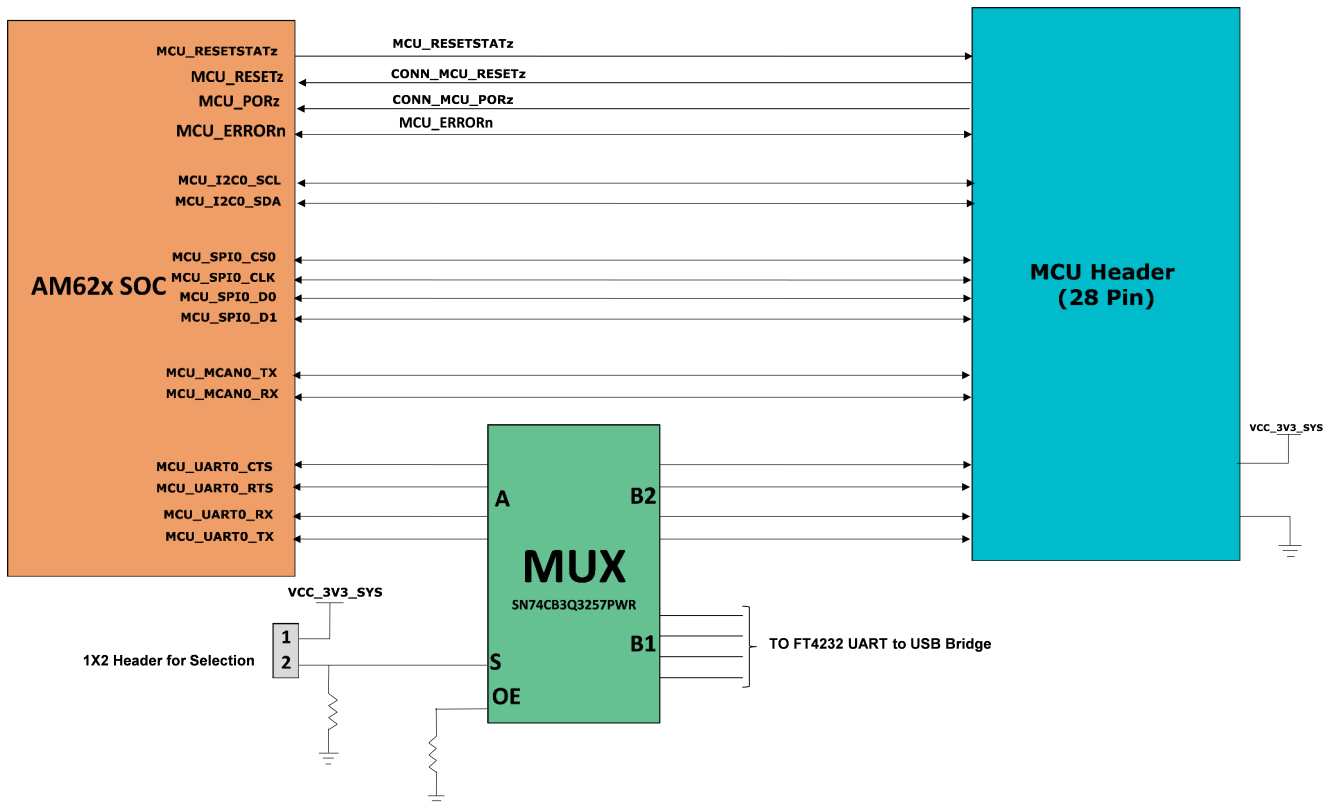 MCU_RESETSTATz
MCU_RESETSTATz
MCU_RESETz
CONN_MCU_RESETz
MCU_PORz
CONN_MCU_PORz
MCU_ERRORn
MCU_ERRORn
MCU_I2C0_SCL
MCU_I2C0_SDA
MCU_SPI0_CS0
AM62x SOC
MCU_SPI0_CLK
MCU_SPI0_D0
MCU_SPI0_D1
MCU Header
(28 Pin)
MCU_MCAN0_TX
MCU_MCAN0_RX
VCC_3V3_SYS
MCU_UART0_CTS
MCU_UART0_RTS
MCU_UART0_RX
MCU_UART0_TX
A
B2
MUX
SN74CB3Q3257PWR
B1
TO FT4232 UART to USB Bridge
VCC_3V3_SYS
1
2
1X2 Header for Selection
S
OE